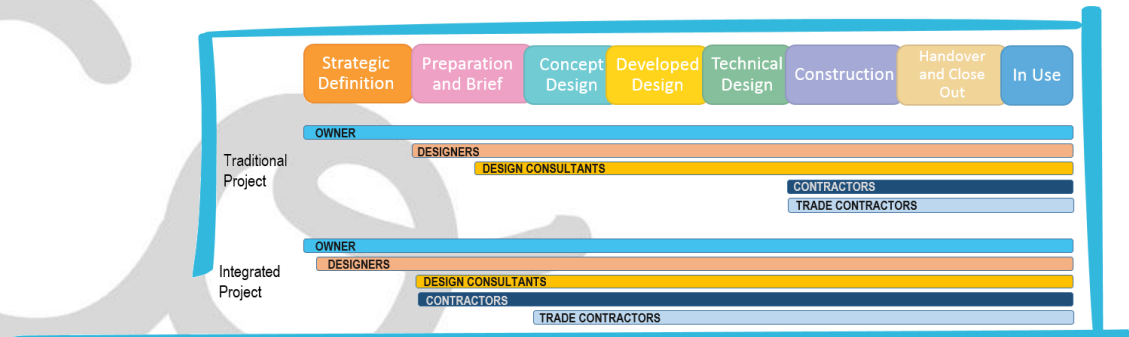 Strategic
Definition
Preparation
and Brief
Concept
Design
Developed
Design
Technical
Design
Construction
Handover
and Close
Out
In Use
Traditional
Project
OWNER
DESIGNERS
DESIGN CONSULTANTS
CONTRACTORS
TRADE CONTRACTORS
Integrated
Project
OWNER
DESIGNERS
DESIGN CONSULTANTS
CONTRACTORS
TRADE CONTRACTORS